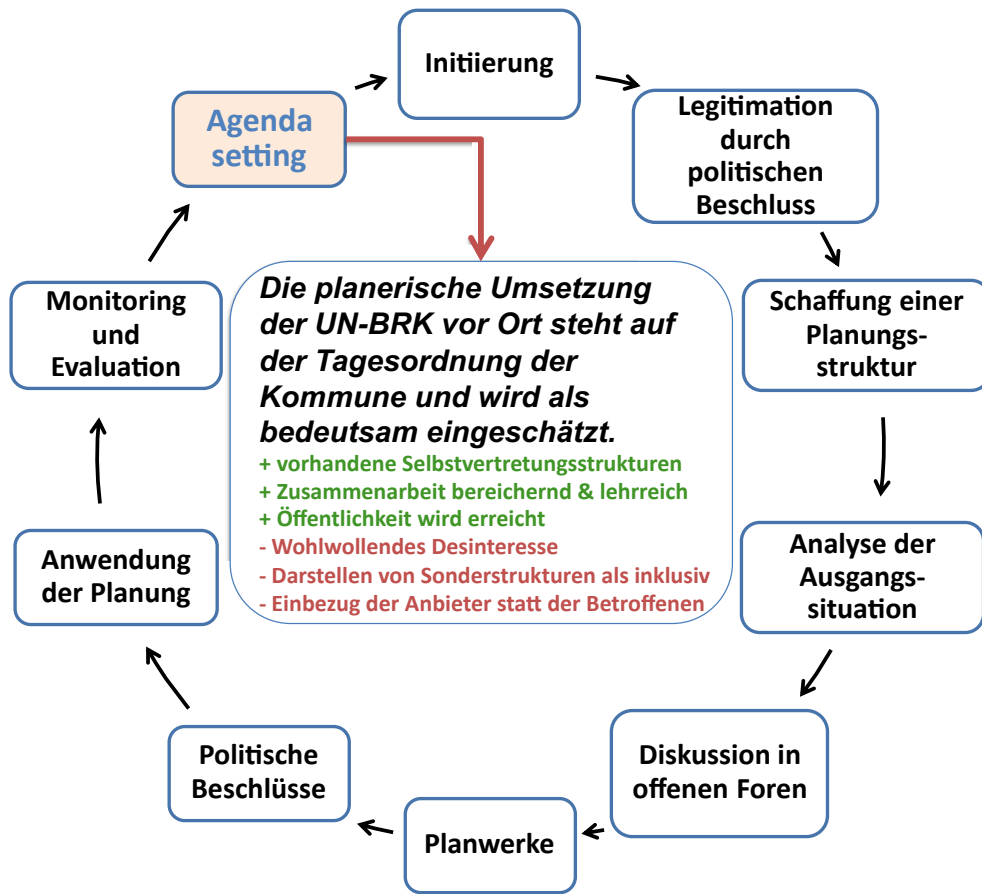 Initiierung
Agenda
setting
Legitimation
durch
politischen
Beschluss
Schaffung einer
Planungs-
struktur
Analyse der
Ausgangs-
situation
Diskussion in
offenen Foren
Planwerke
Politische
Beschlüsse
Anwendung
der Planung
Monitoring
und
Evaluation
Die planerische Umsetzung
der UN-BRK vor Ort steht auf
der Tagesordnung der
Kommune und wird als
bedeutsam eingeschätzt.
+ vorhandene Selbstvertretungsstrukturen
+ Zusammenarbeit bereichernd & lehrreich
+ Öffentlichkeit wird erreicht
- Wohlwollendes Desinteresse
- Darstellen von Sonderstrukturen als inklusiv
- Einbezug der Anbieter statt der Betroffenen